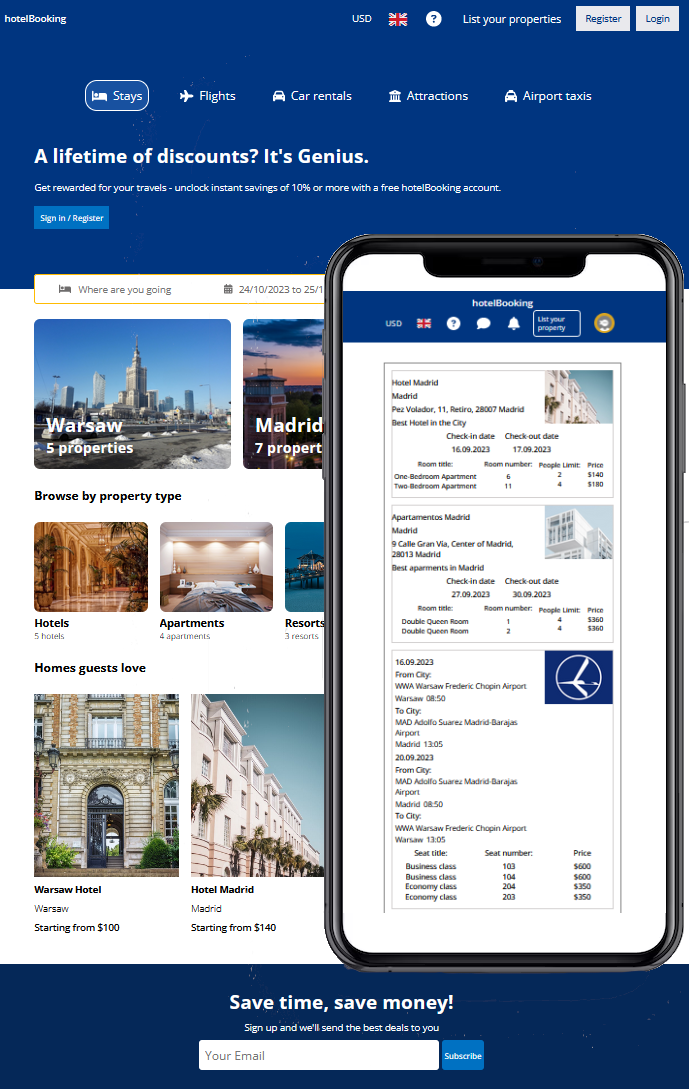 hotelBooking
USD
List your properties
Register
Login
Stays
Flights
Car rentals
Attractions
Airport taxis
A lifetime of discounts? It's Genius.
Get rewarded for your travels - unclock instant savings of 10% or more with a free hotelBooking account.
Sign in / Register
Where are you going
24/10/2023 to 25/1
Warsaw
5 properties
Madrid
7 propert
Browse by property type
Hotels
5 hotels
Apartments
4 apartments
Resorts
3 resorts
Homes guests love
Warsaw Hotel
Warsaw
Starting from $100
Hotel Madrid
Madrid
Starting from $140
hotelBooking
USD
List your
property
Hotel Madrid
Madrid
Pez Volador, 11, Retiro, 28007 Madrid
Best Hotel in the City
Check-in date Check-out date
16.09.2023 17.09.2023
Room title: Room number: People Limit: Price
One-Bedroom Apartment 6 2 $140
Two-Bedroom Apartment 11 4 $180
Apartamentos Madrid
Madrid
9 Calle Gran Vía, Center of Madrid,
28013 Madrid
Best aparments in Madrid
Check-in date Check-out date
27.09.2023 30.09.2023
Room title: Room number: People Limit: Price
Double Queen Room 1 4 $360
Double Queen Room 2 4 $360
16.09.2023
From City:
WWA Warsaw Frederic Chopin Airport
Warsaw 08:50
To City:
MAD Adolfo Suarez Madrid-Barajas
Airport
Madrid 13:05
20.09.2023
From City:
MAD Adolfo Suarez Madrid-Barajas
Airport
Madrid 08:50
To City:
WWA Warsaw Frederic Chopin Airport
Warsaw 13:05
Seat title: Seat number: Price
Business class 103 $600
Business class 104 $600
Economy class 204 $350
Economy class 203 $350
Save time, save money!
Sign up and we'll send the best deals to you
Your Email
Subscribe